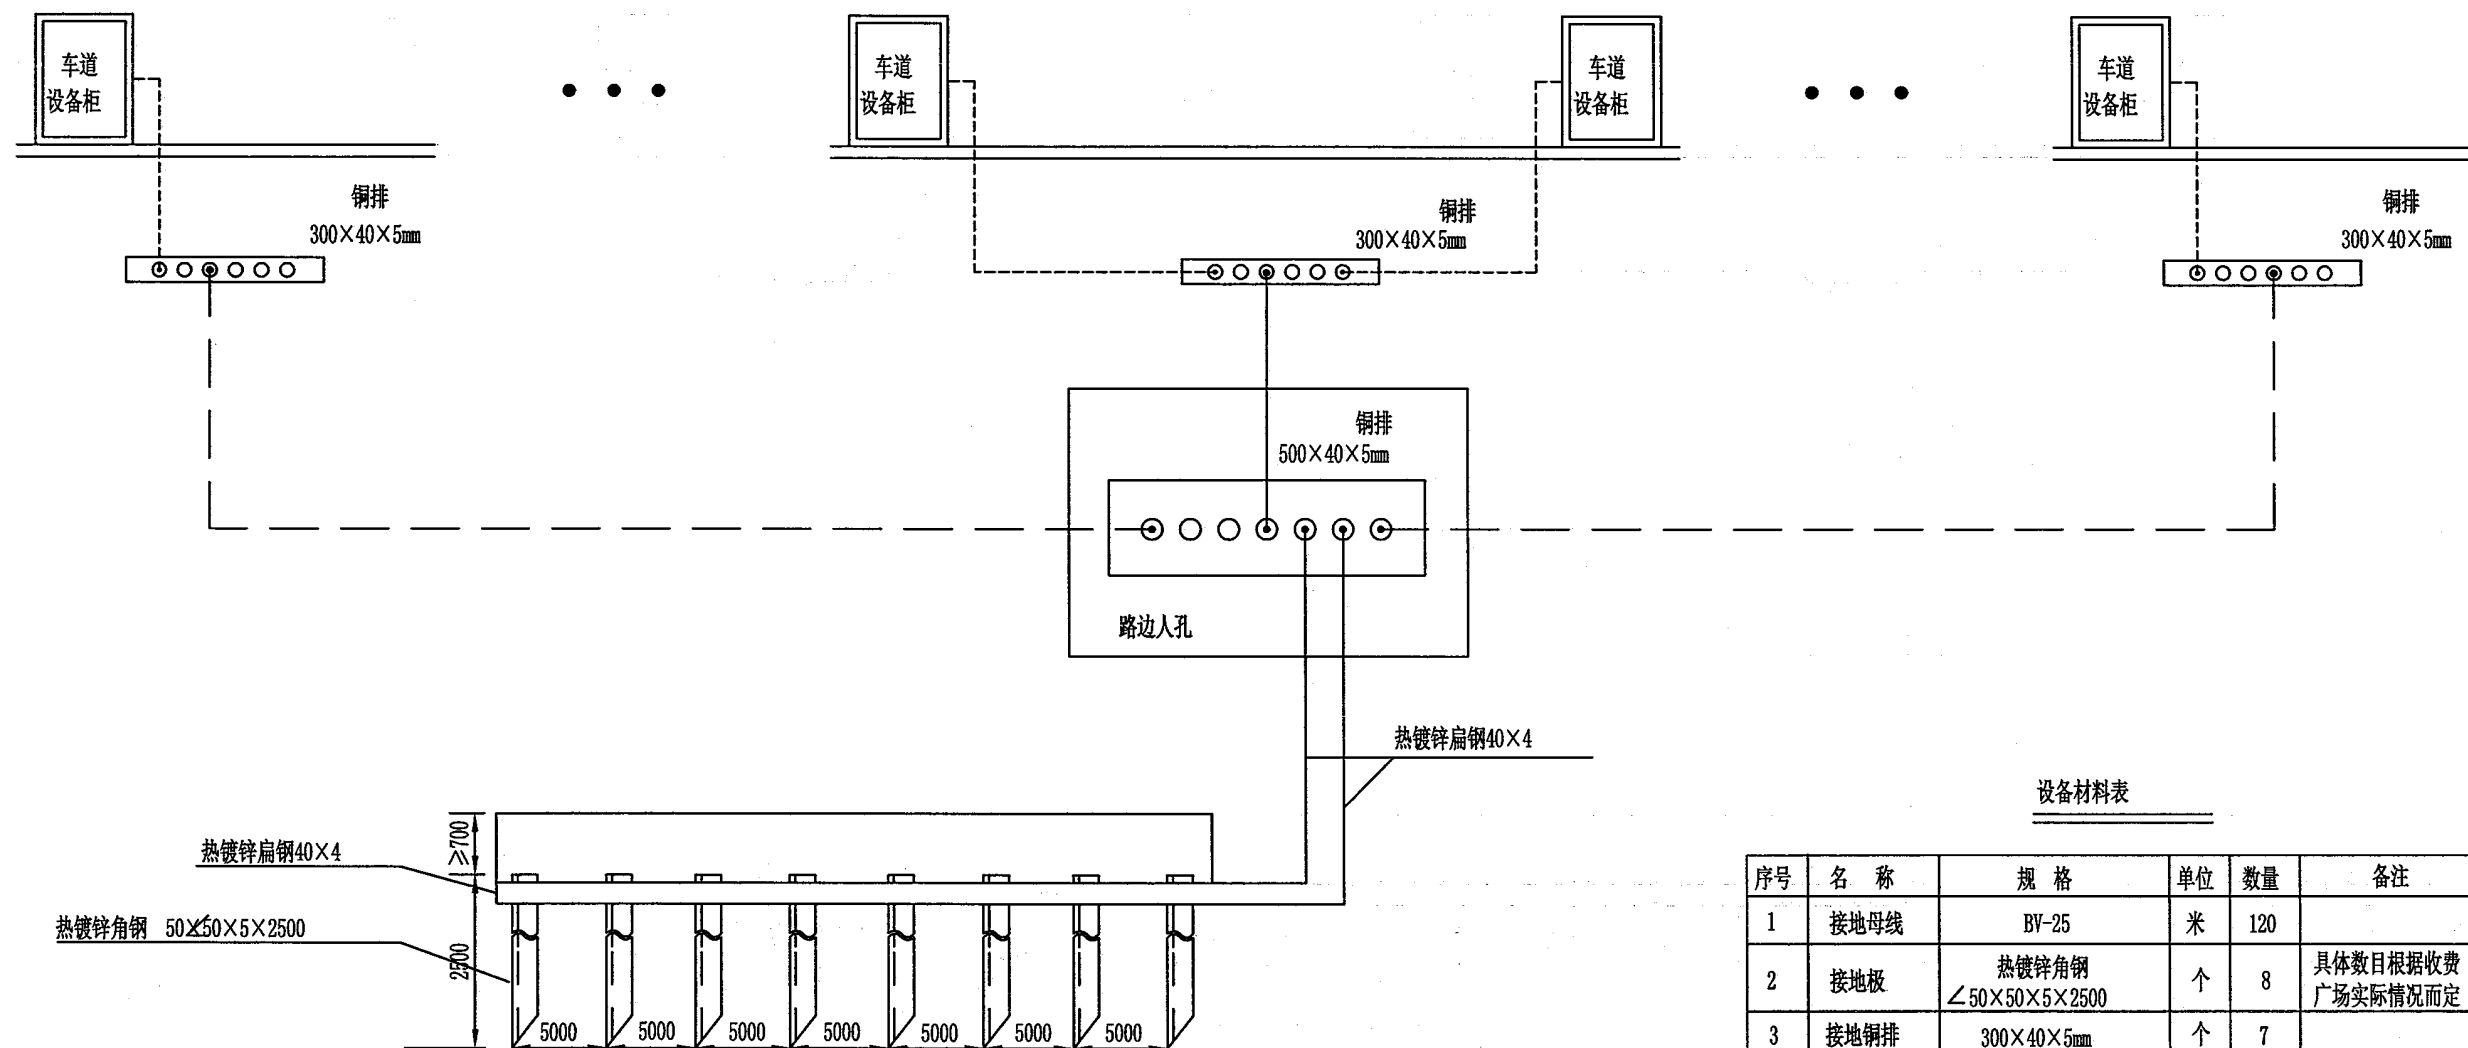 车道
设备柜
车道
设备柜
车道
设备柜
车道
设备柜
铜排
300×40×5mm
铜排
300×40×5mm
铜排
300×40×5mm
铜排
500×40×5mm
路边人孔
热镀锌扁钢40×4
≥700
热镀锌扁钢40×4
热镀锌角钢 50∠50×5×2500
2500
5000 5000 5000 5000 5000 5000 5000
设备材料表
序号 名 称 规 格 单位 数量 备注
1 接地母线 BV-25 米 120
2 接地极 热镀锌角钢 ∠50×50×5×2500 个 8 具体数目根据收费广场实际情况而定
3 接地铜排 300×40×5mm 个 7